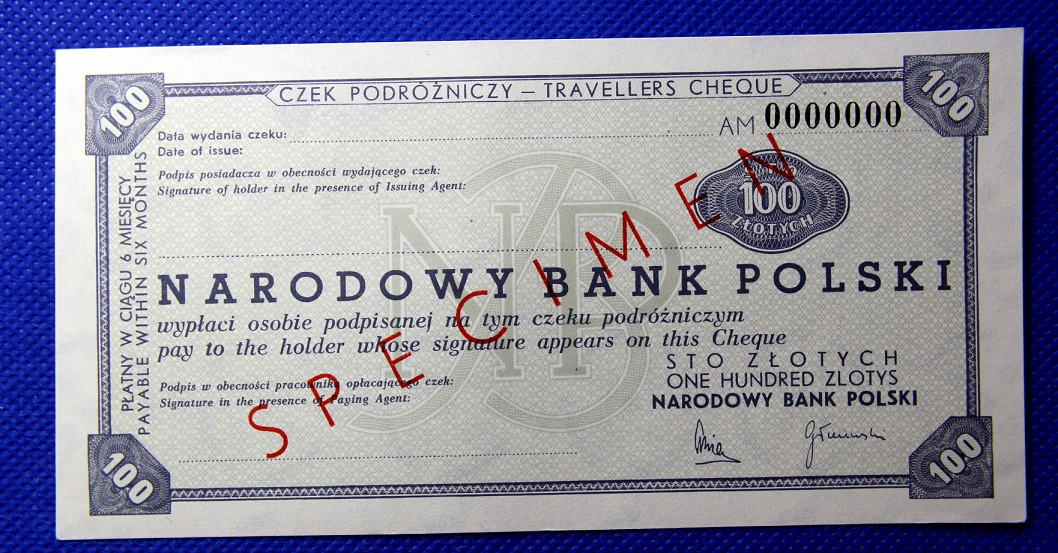 CZEK PODRÓŻNICZY – TRAVELLERS CHEQUE
100
100
AM 0000000
Data wydania czeku:
Date of issue:
Podpis posiadacza w obecności wydającego czek:
Signature of holder in the presence of Issuing Agent:
100
ZŁOTYCH
PŁATNY W CIĄGU 6 MIESIĘCY
PAYABLE WITHIN SIX MONTHS
NBP
NARODOWY BANK POLSKI
SPECIMEN
wypłaci osobie podpisanej na tym czeku podróżniczym
pay to the holder whose signature appears on this Cheque
STO ZŁOTYCH
ONE HUNDRED ZLOTYS
NARODOWY BANK POLSKI
Podpis w obecności pracownika opłacającego czek:
Signature in the presence of Paying Agent:
100
100